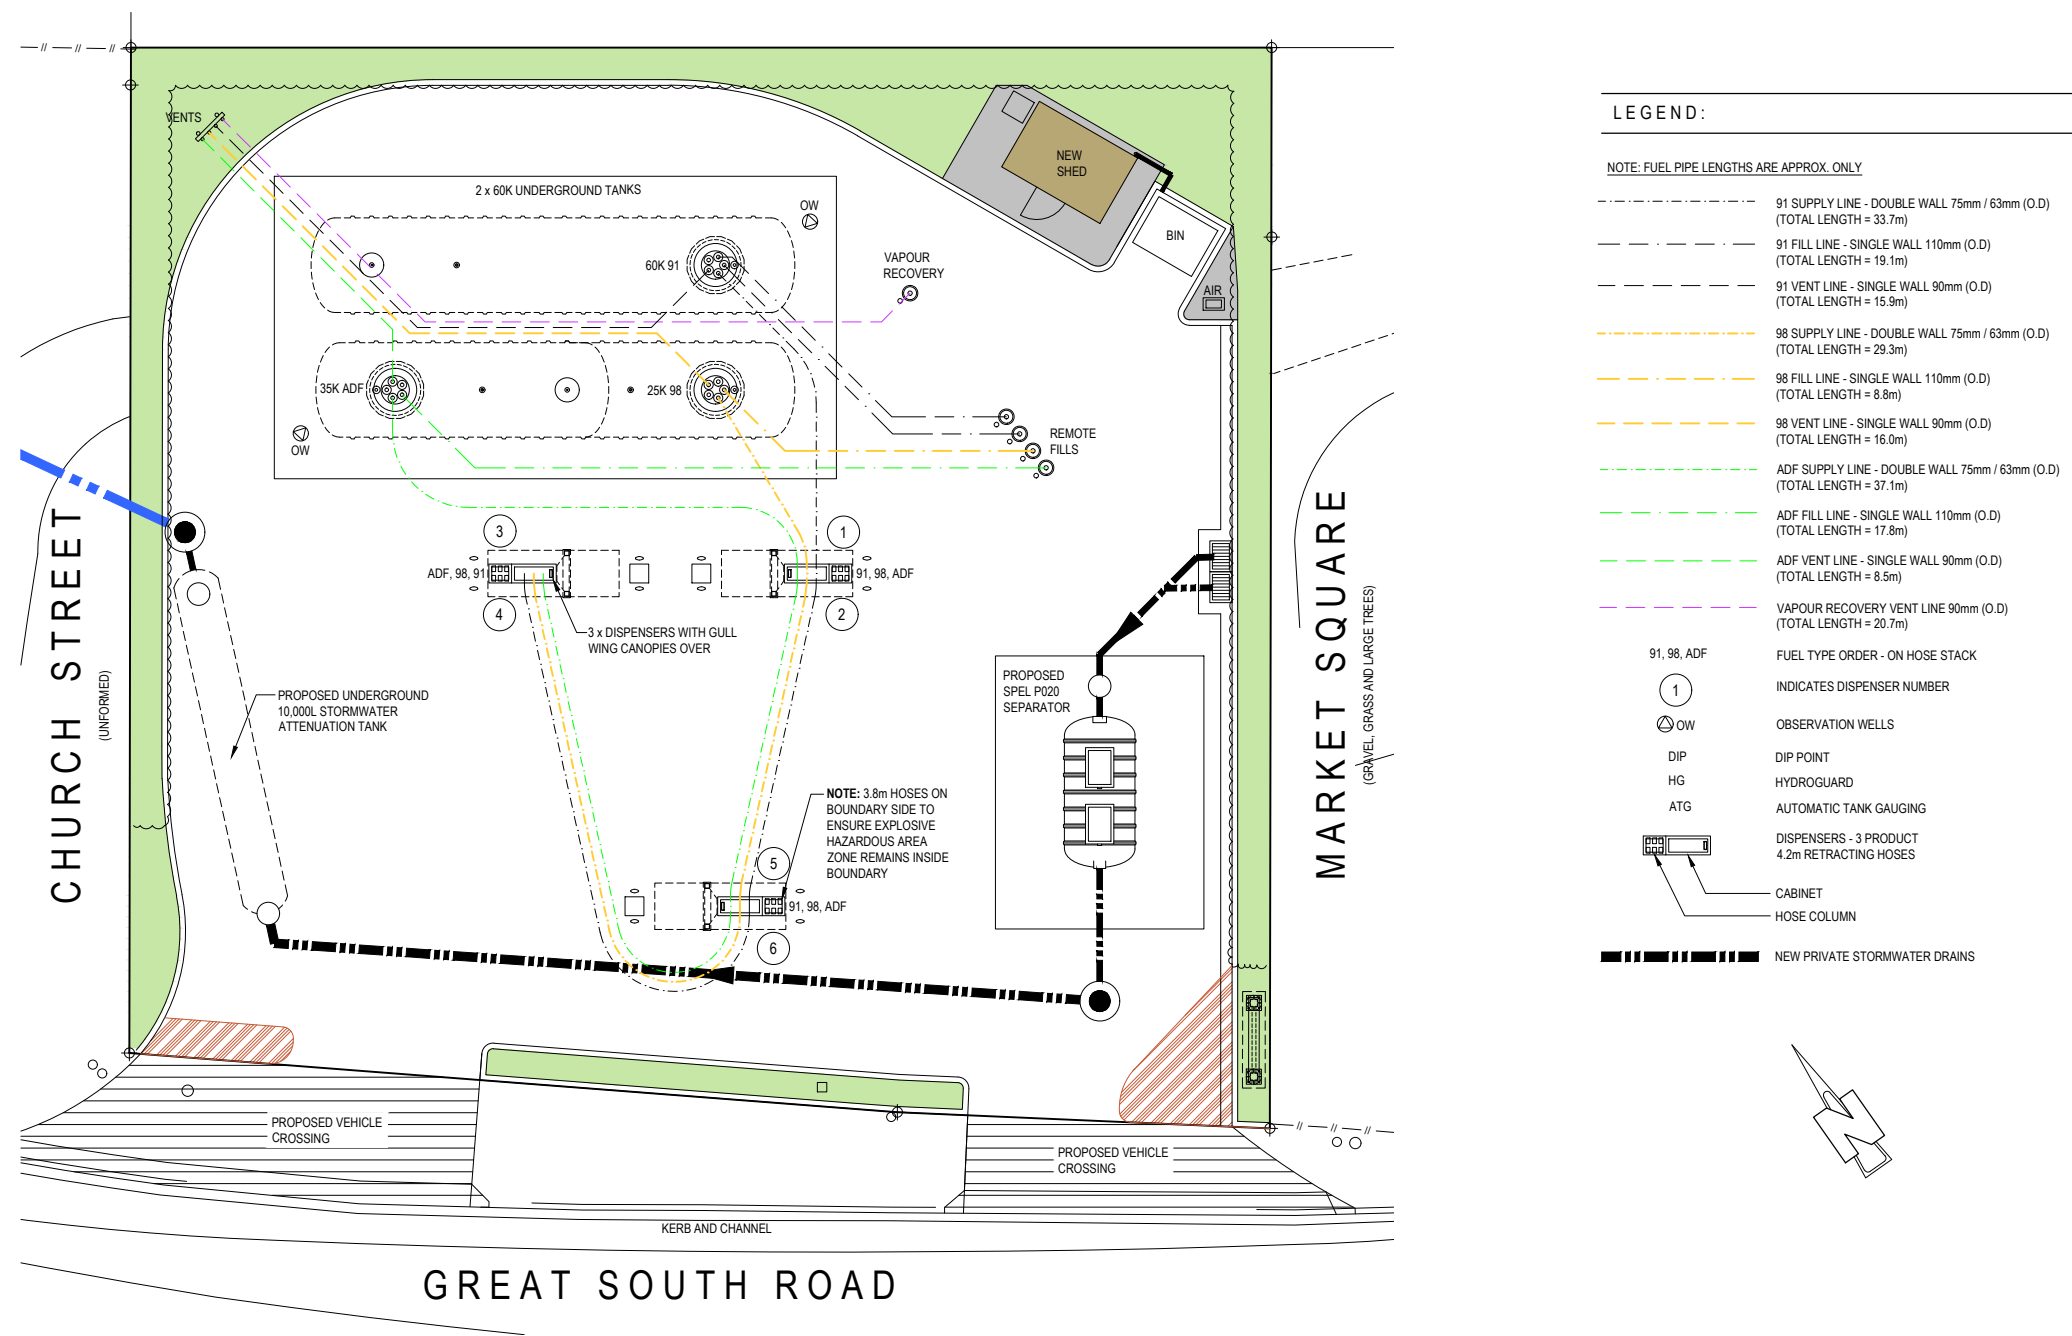 VENTS
2 x 60K UNDERGROUND TANKS
OW
60K 91
VAPOUR
RECOVERY
NEW
SHED
BIN
AIR
35K ADF
25K 98
OW
REMOTE
FILLS
3
1
ADF, 98, 91
91, 98, ADF
4
2
3 x DISPENSERS WITH GULL
WING CANOPIES OVER
PROPOSED UNDERGROUND
10,000L STORMWATER
ATTENUATION TANK
PROPOSED
SPEL P020
SEPARATOR
NOTE: 3.8m HOSES ON
BOUNDARY SIDE TO
ENSURE EXPLOSIVE
HAZARDOUS AREA
ZONE REMAINS INSIDE
BOUNDARY
5
91, 98, ADF
6
CHURCH STREET
(UNFORMED)
MARKET SQUARE
(GRAVEL, GRASS AND LARGE TREES)
PROPOSED VEHICLE
CROSSING
PROPOSED VEHICLE
CROSSING
KERB AND CHANNEL
GREAT SOUTH ROAD
LEGEND:
NOTE: FUEL PIPE LENGTHS ARE APPROX. ONLY
91 SUPPLY LINE - DOUBLE WALL 75mm / 63mm (O.D)
(TOTAL LENGTH = 33.7m)
91 FILL LINE - SINGLE WALL 110mm (O.D)
(TOTAL LENGTH = 19.1m)
91 VENT LINE - SINGLE WALL 90mm (O.D)
(TOTAL LENGTH = 15.9m)
98 SUPPLY LINE - DOUBLE WALL 75mm / 63mm (O.D)
(TOTAL LENGTH = 29.3m)
98 FILL LINE - SINGLE WALL 110mm (O.D)
(TOTAL LENGTH = 8.8m)
98 VENT LINE - SINGLE WALL 90mm (O.D)
(TOTAL LENGTH = 16.0m)
ADF SUPPLY LINE - DOUBLE WALL 75mm / 63mm (O.D)
(TOTAL LENGTH = 37.1m)
ADF FILL LINE - SINGLE WALL 110mm (O.D)
(TOTAL LENGTH = 17.8m)
ADF VENT LINE - SINGLE WALL 90mm (O.D)
(TOTAL LENGTH = 8.5m)
VAPOUR RECOVERY VENT LINE 90mm (O.D)
(TOTAL LENGTH = 20.7m)
91, 98, ADF FUEL TYPE ORDER - ON HOSE STACK
1 INDICATES DISPENSER NUMBER
OW OBSERVATION WELLS
DIP DIP POINT
HG HYDROGUARD
ATG AUTOMATIC TANK GAUGING
DISPENSERS - 3 PRODUCT
4.2m RETRACTING HOSES
CABINET
HOSE COLUMN
NEW PRIVATE STORMWATER DRAINS
N